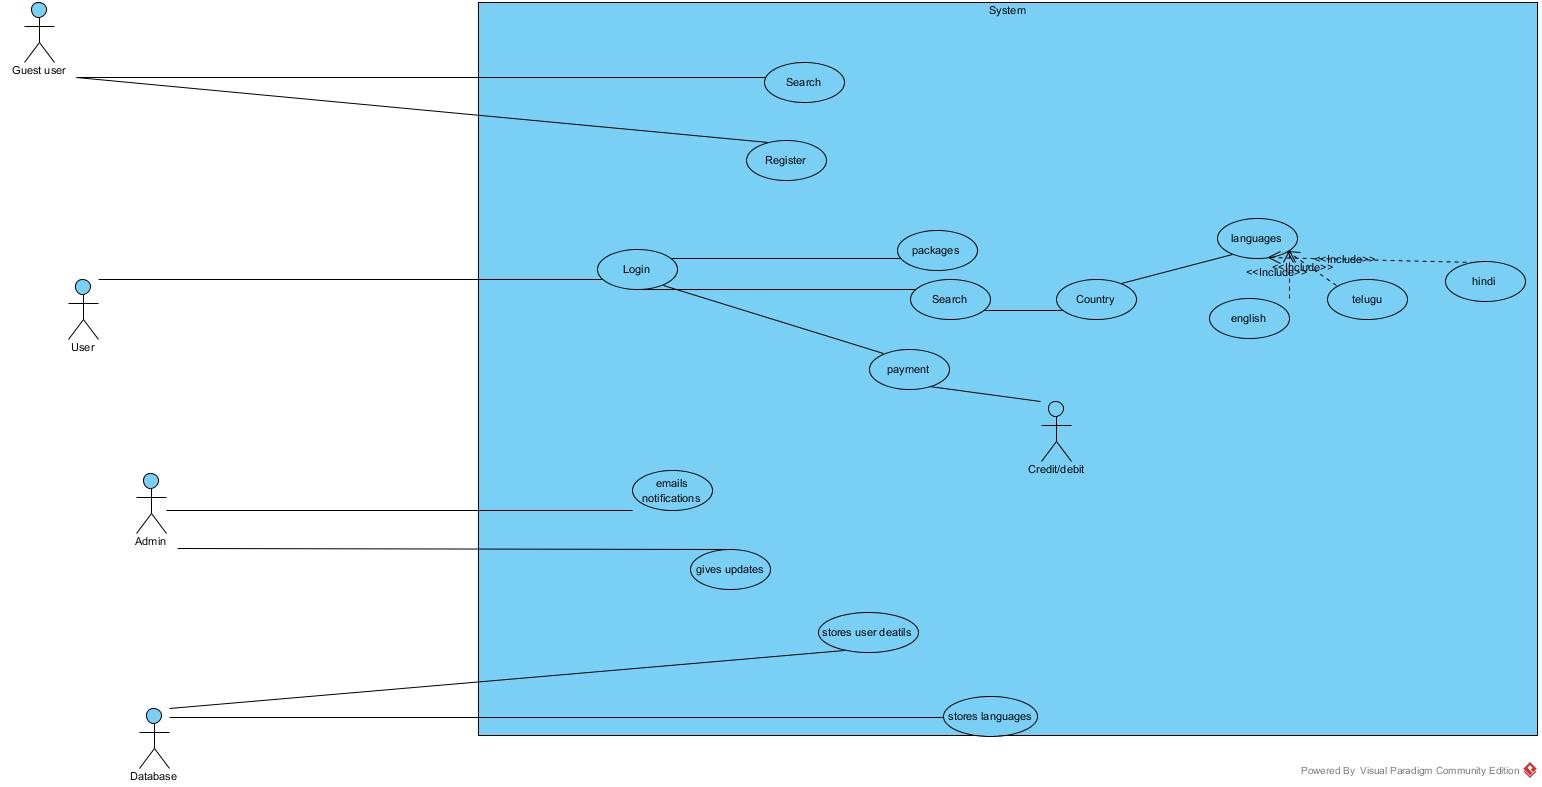 System
Guest user
Search
Register
languages
packages
Login
<<Include>>
<<Include>>
<<Include>>
hindi
Search
Country
telugu
english
User
payment
Credit/debit
emails
notifications
Admin
gives updates
stores user deatils
stores languages
Database
Powered By Visual Paradigm Community Edition